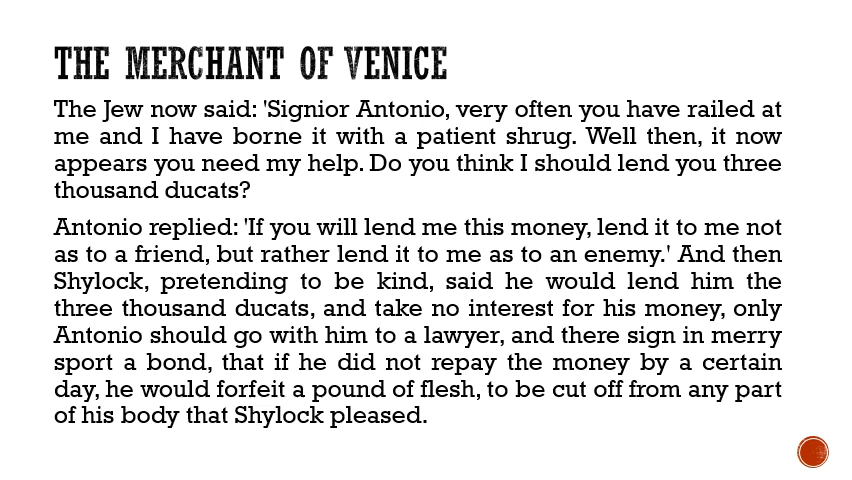 THE MERCHANT OF VENICE
The Jew now said: 'Signior Antonio, very often you have railed at
me and I have borne it with a patient shrug. Well then, it now
appears you need my help. Do you think I should lend you three
thousand ducats?
Antonio replied: 'If you will lend me this money, lend it to me not
as to a friend, but rather lend it to me as to an enemy.' And then
Shylock, pretending to be kind, said he would lend him the
three thousand ducats, and take no interest for his money, only
Antonio should go with him to a lawyer, and there sign in merry
sport a bond, that if he did not repay the money by a certain
day, he would forfeit a pound of flesh, to be cut off from any part
of his body that Shylock pleased.